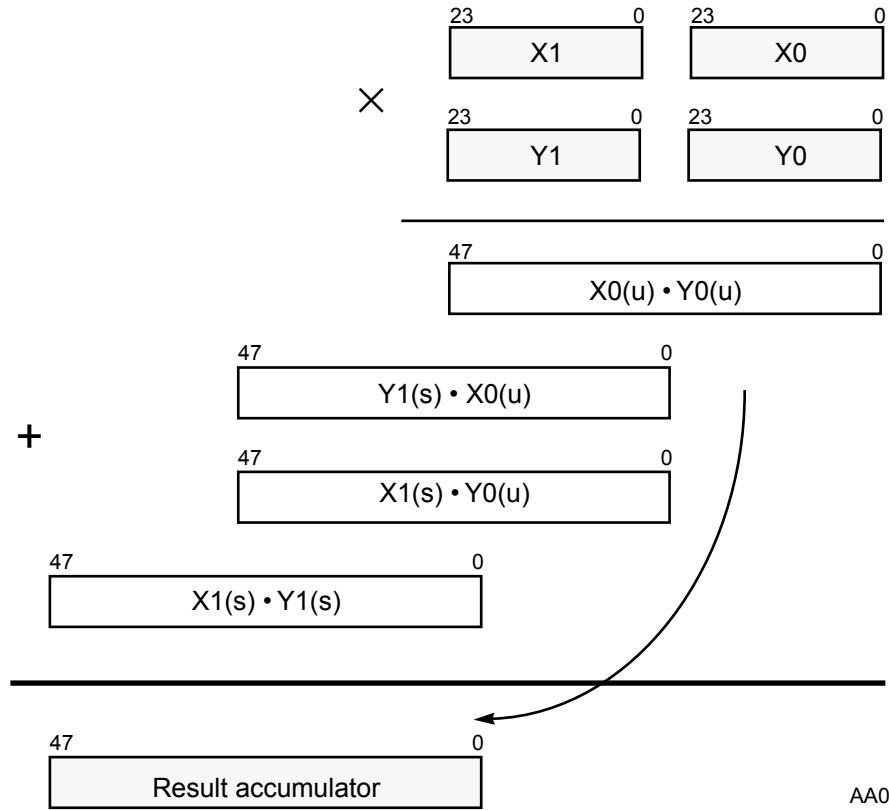 23 0 23 0
X1 X0
×
23 0 23 0
Y1 Y0
47 0
X0(u) • Y0(u)
47 0
Y1(s) • X0(u)
+
47 0
X1(s) • Y0(u)
47 0
X1(s) • Y1(s)
47 0
Result accumulator
AA0